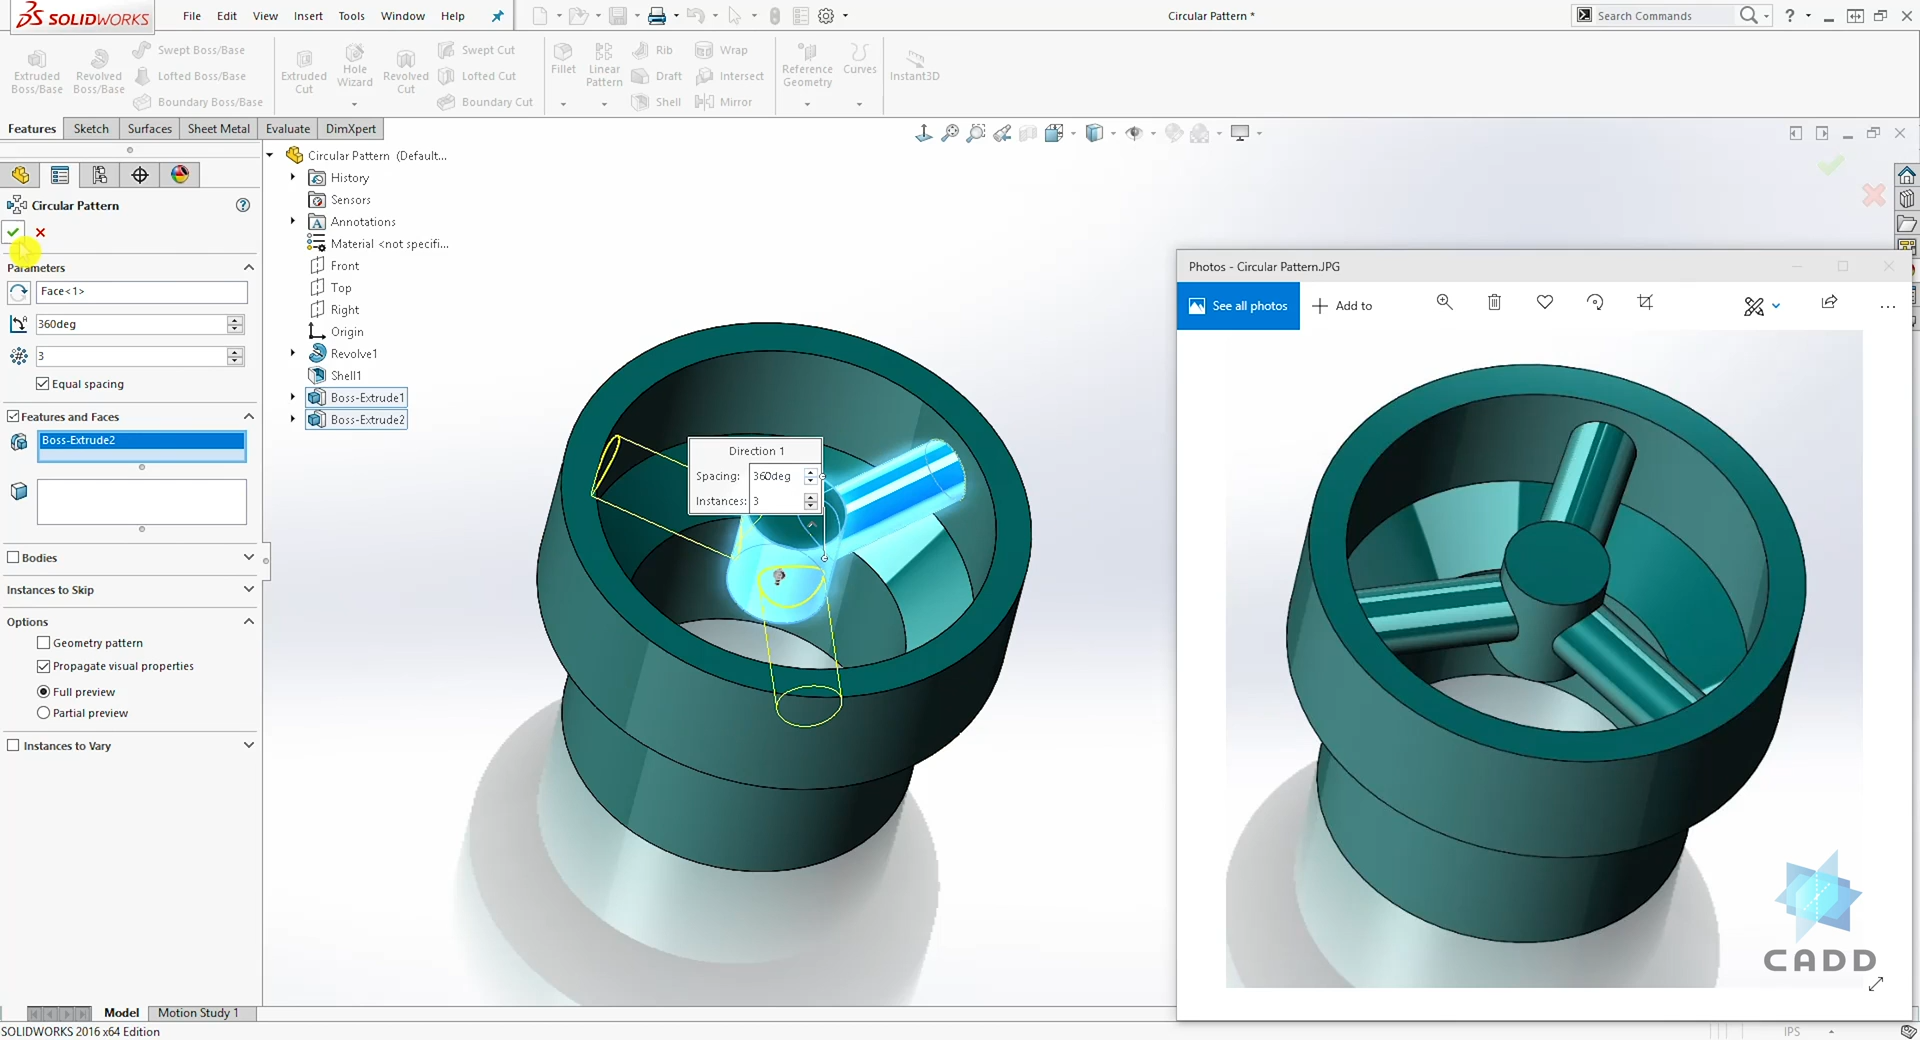 SOLIDWORKS
File Edit View Insert Tools Window Help
Circular Pattern *
Search Commands
Extruded Boss/Base
Revolved Boss/Base
Swept Boss/Base
Lofted Boss/Base
Boundary Boss/Base
Extruded Cut
Hole Wizard
Revolved Cut
Swept Cut
Lofted Cut
Boundary Cut
Fillet
Linear Pattern
Rib
Draft
Shell
Wrap
Intersect
Mirror
Reference Geometry
Curves
Instant3D
Features Sketch Surfaces Sheet Metal Evaluate DimXpert
Circular Pattern
Parameters
Face<1>
360deg
3
Equal spacing
Features and Faces
Boss-Extrude2
Bodies
Instances to Skip
Options
Geometry pattern
Propagate visual properties
Full preview
Partial preview
Instances to Vary
Circular Pattern (Default...
History
Sensors
Annotations
Material <not specifi...
Front
Top
Right
Origin
Revolve1
Shell1
Boss-Extrude1
Boss-Extrude2
Direction 1
Spacing: 360deg
Instances: 3
Photos - Circular Pattern.JPG
See all photos
Add to
CADD
Model Motion Study 1
SOLIDWORKS 2016 x64 Edition
IPS